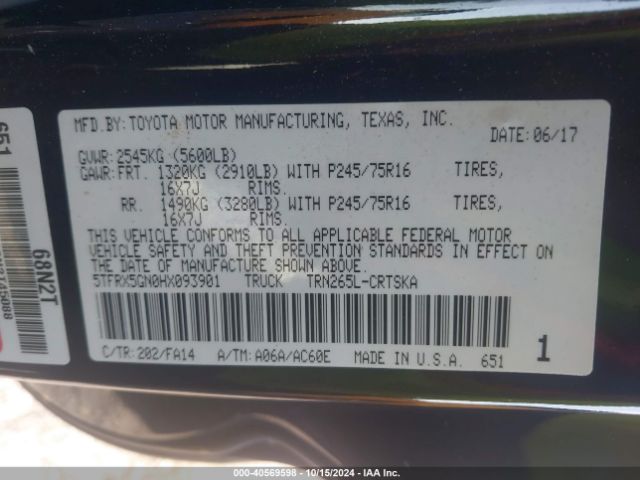 MFD.BY: TOYOTA MOTOR MANUFACTURING, TEXAS, INC.
DATE: 06/17
GVWR: 2545KG (5600LB)
GAWR: FRT. 1320KG (2910LB) WITH P245/75R16 TIRES,
16X7J RIMS.
RR. 1490KG (3280LB) WITH P245/75R16 TIRES,
16X7J RIMS.
THIS VEHICLE CONFORMS TO ALL APPLICABLE FEDERAL MOTOR
VEHICLE SAFETY AND THEFT PREVENTION STANDARDS IN EFFECT ON
THE DATE OF MANUFACTURE SHOWN ABOVE.
5TFRX5GN0HX093901 TRUCK TRN265L-CRTSKA
C/TR: 202/FA14 A/TM: A06A/AC60E MADE IN U.S.A. 651
1
651
68N2T
000-40569598 - 10/15/2024 - IAA Inc.